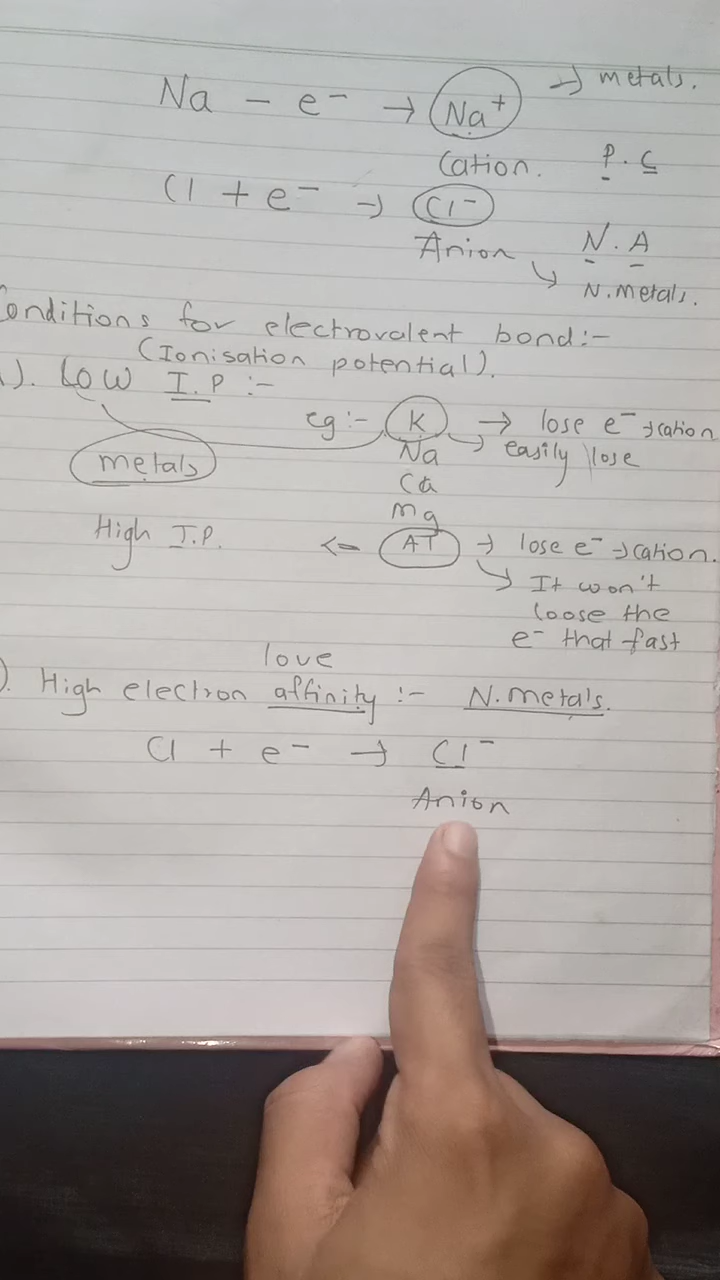 Na - e⁻ → Na⁺ → metals.
Cation. P.C
Cl + e⁻ → Cl⁻
Anion N.A
↳ N.metals.
Conditions for electrovalent bond:-
(Ionisation potential).
). Low I.P :-
eg:- K → lose e⁻ → cation
metals Na → easily lose
Ca
Mg
High I.P. <= Al → lose e⁻ → cation.
↳ It won't
loose the
e⁻ that fast
love
). High electron affinity :- N.metals.
Cl + e⁻ → Cl⁻
Anion